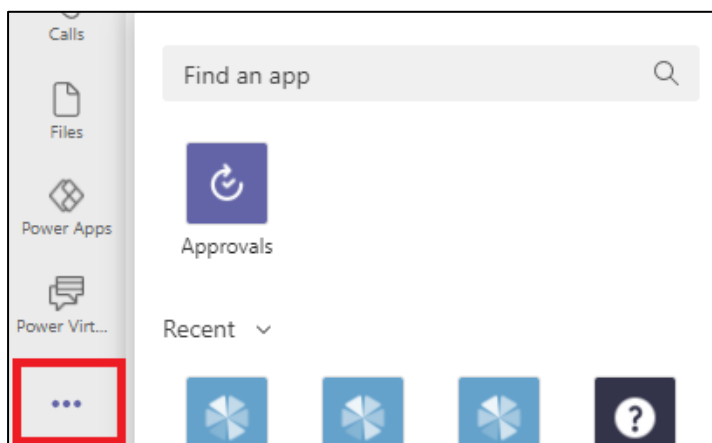 Calls
Find an app
Files
Power Apps
Approvals
Power Virt...
Recent